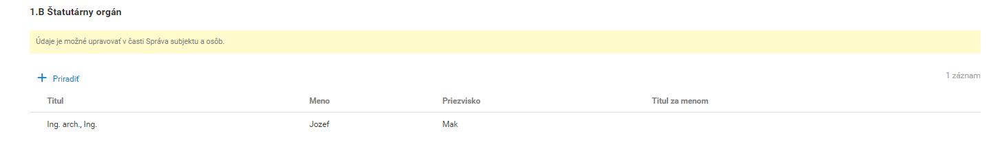 1.B Štatutárny orgán
Údaje je možné upravovať v časti Správa subjektu a osôb.
+ Priradiť
1 záznam
Titul Meno Priezvisko Titul za menom
Ing. arch., Ing. Jozef Mak